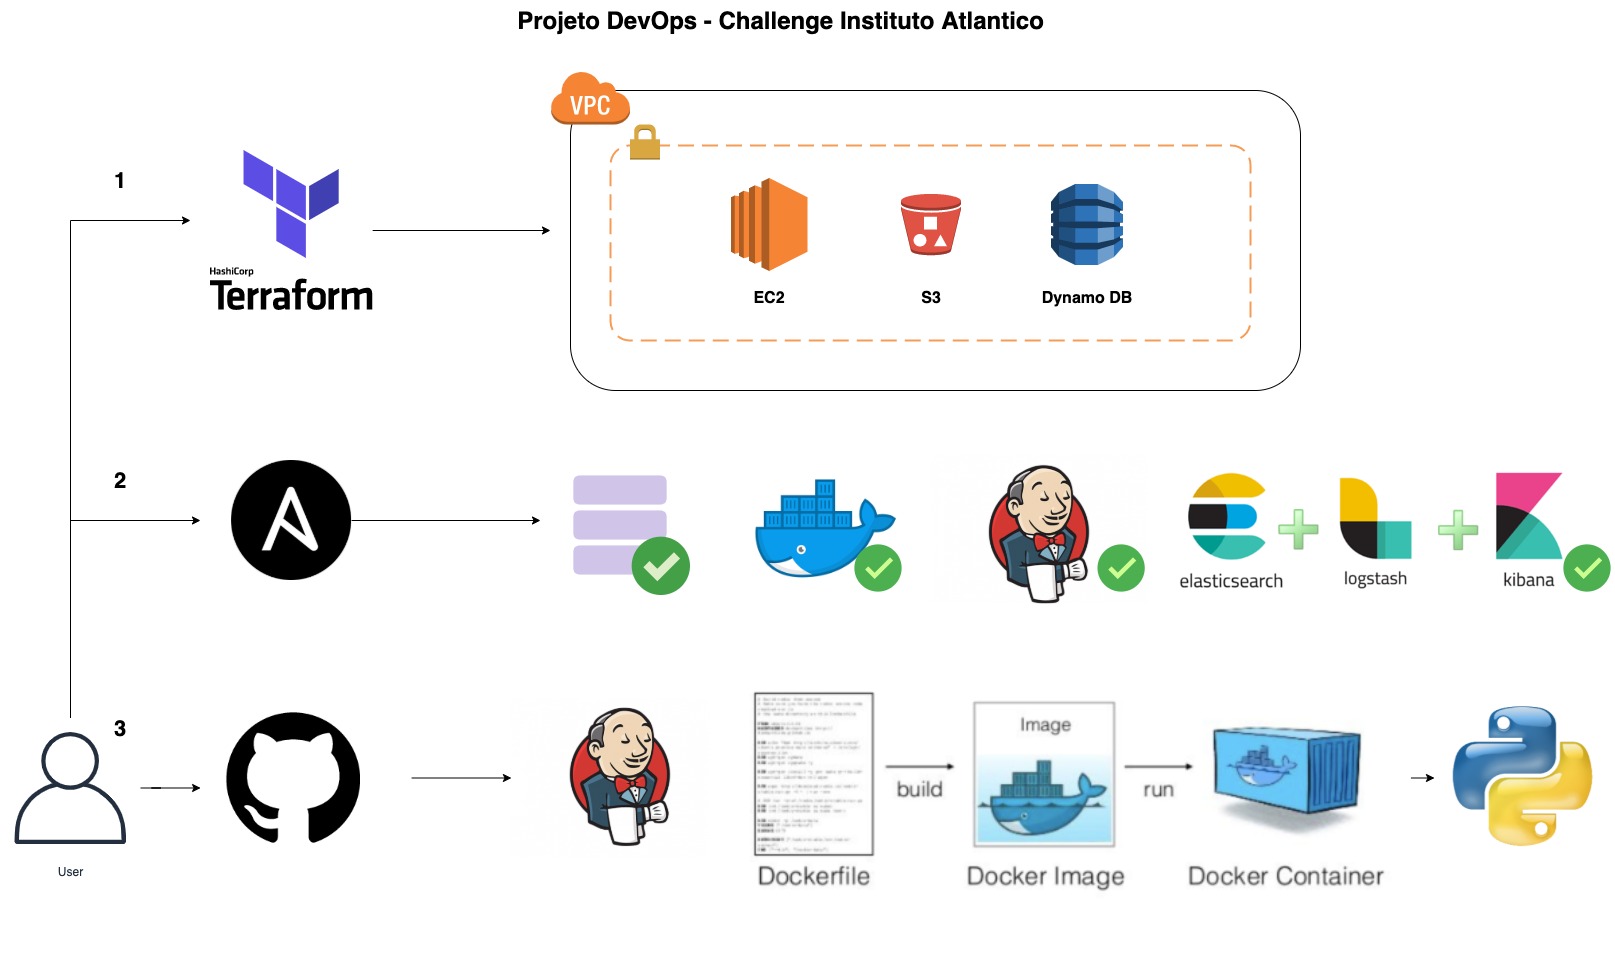 Projeto DevOps - Challenge Instituto Atlantico
VPC
1
HashiCorp
Terraform
EC2
S3
Dynamo DB
2
elasticsearch
logstash
kibana
3
User
Image
build
run
Dockerfile
Docker Image
Docker Container